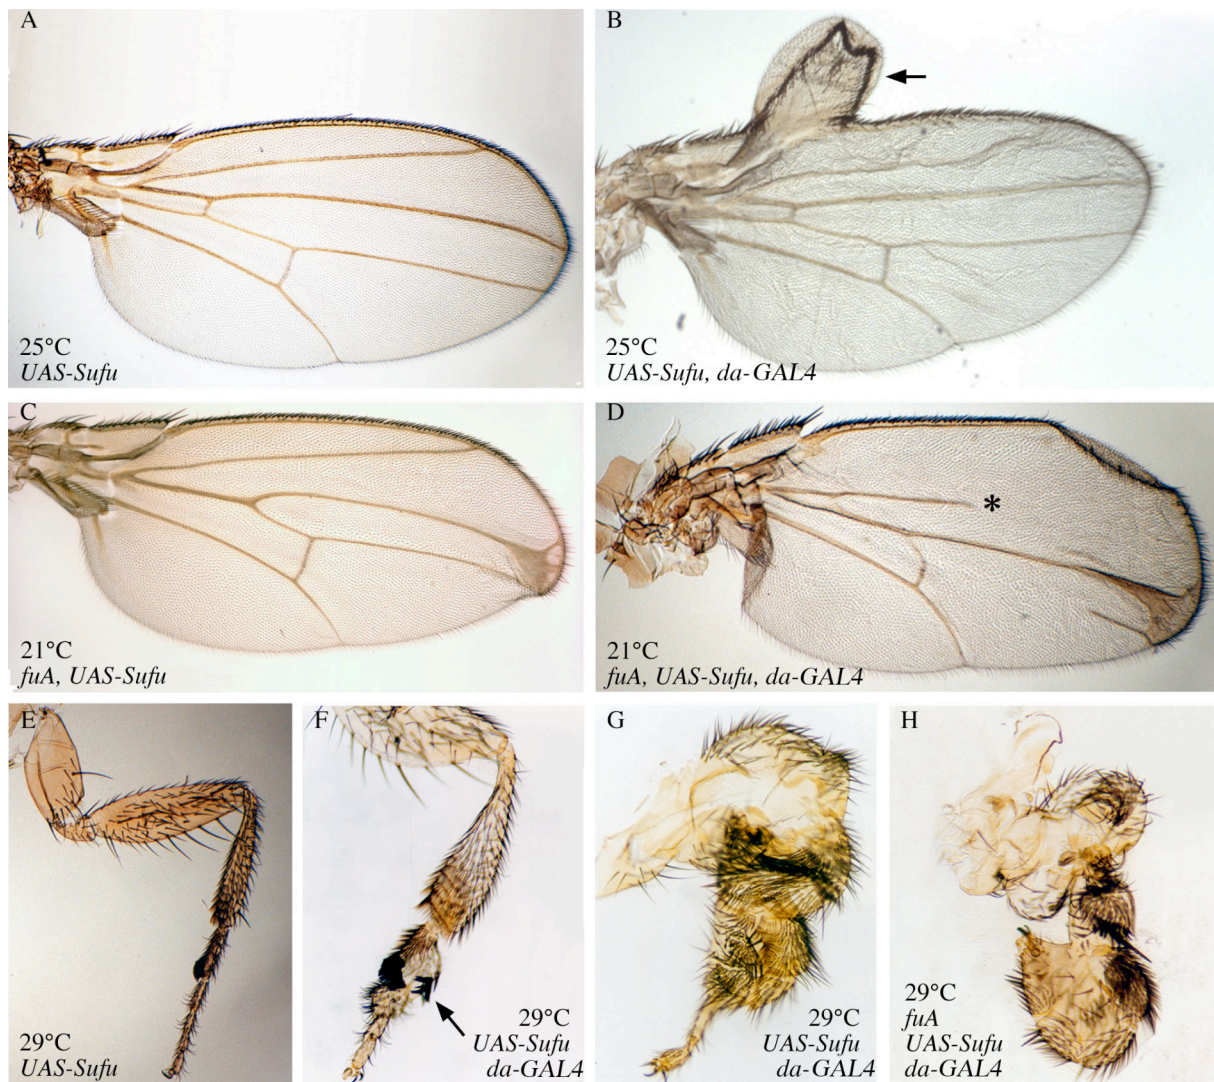 A
25°C
UAS-Sufu
B
25°C
UAS-Sufu, da-GAL4
C
21°C
fuA, UAS-Sufu
D
*
21°C
fuA, UAS-Sufu, da-GAL4
E
29°C
UAS-Sufu
F
29°C
UAS-Sufu
da-GAL4
G
29°C
UAS-Sufu
da-GAL4
H
29°C
fuA
UAS-Sufu
da-GAL4